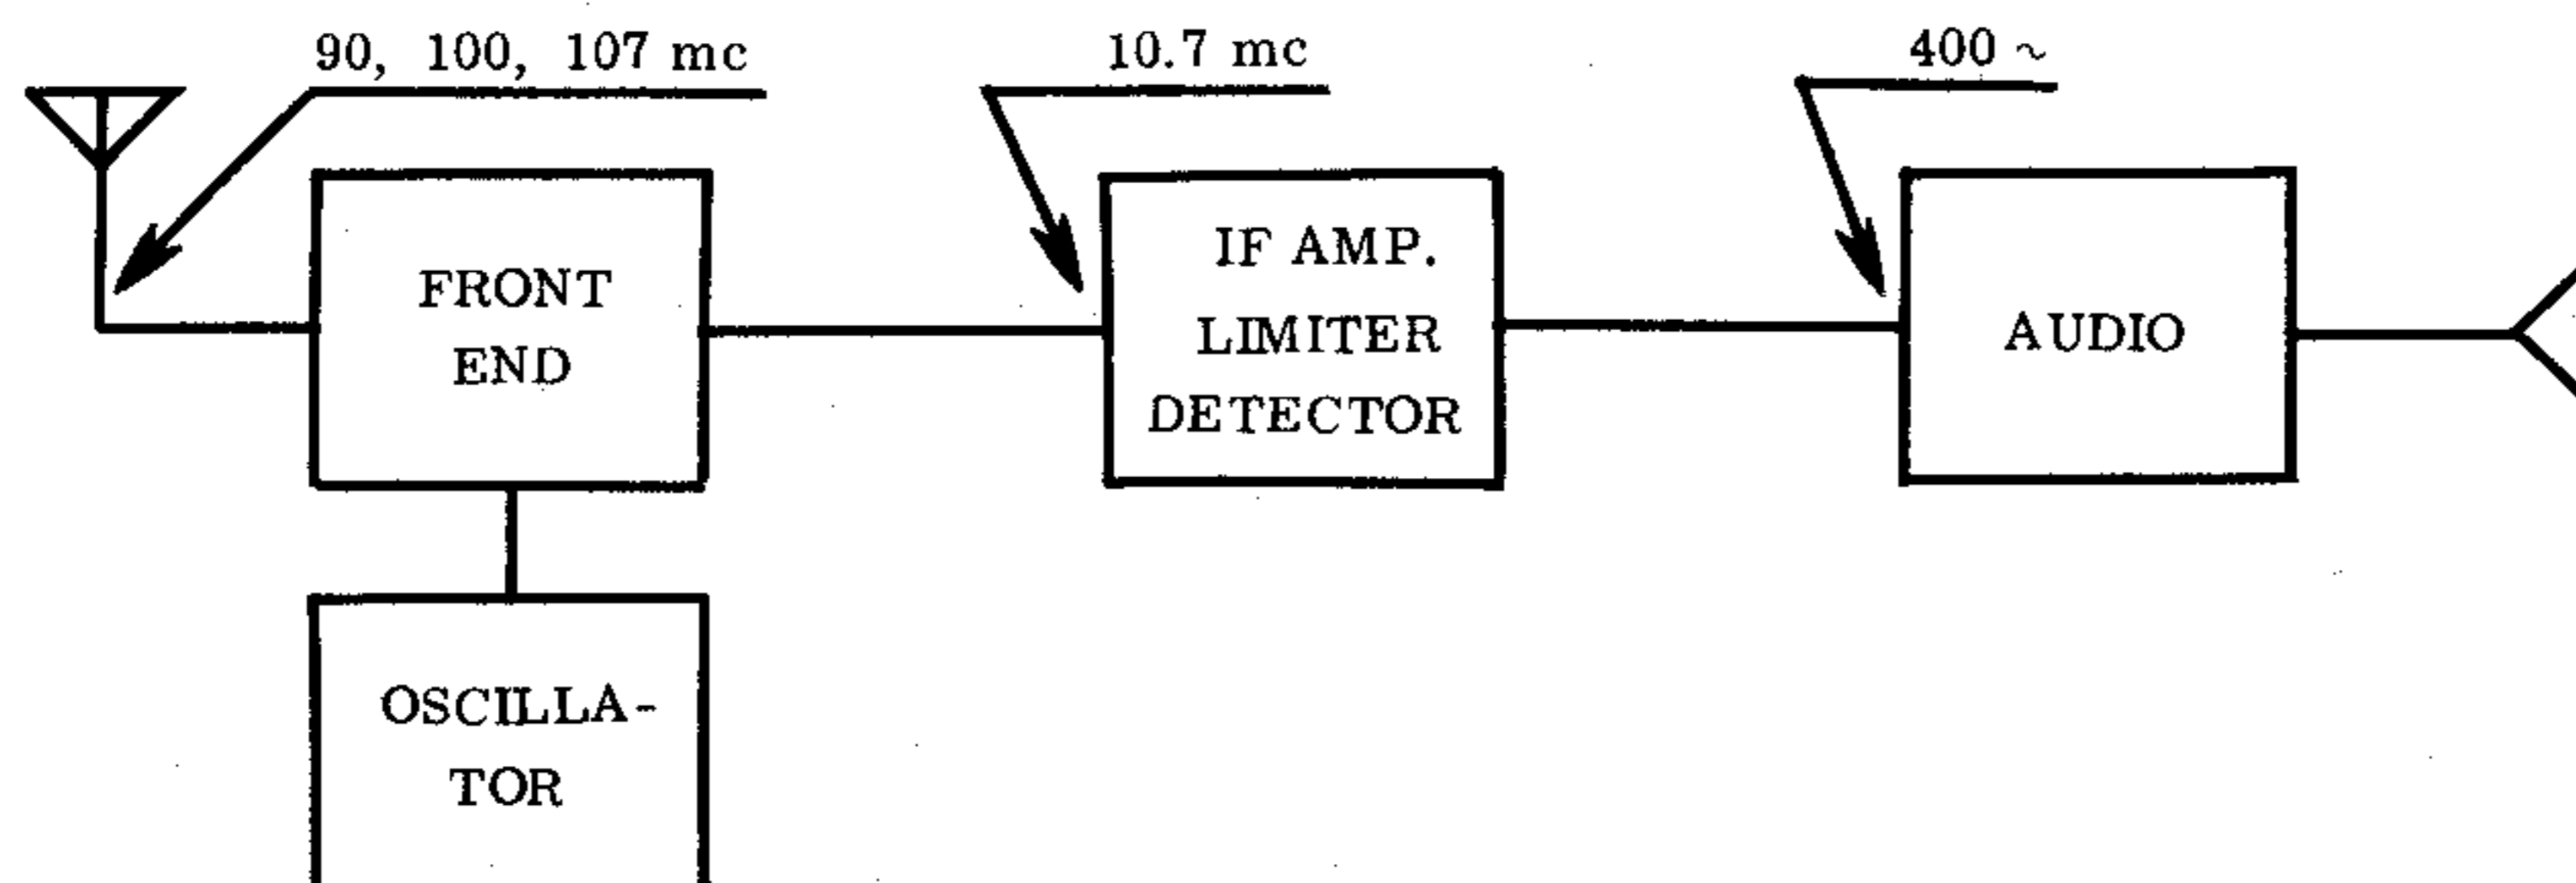 90, 100, 107 mc
10.7 mc
400 ~
FRONT
END
IF AMP.
LIMITER
DETECTOR
AUDIO
OSCILLA-
TOR